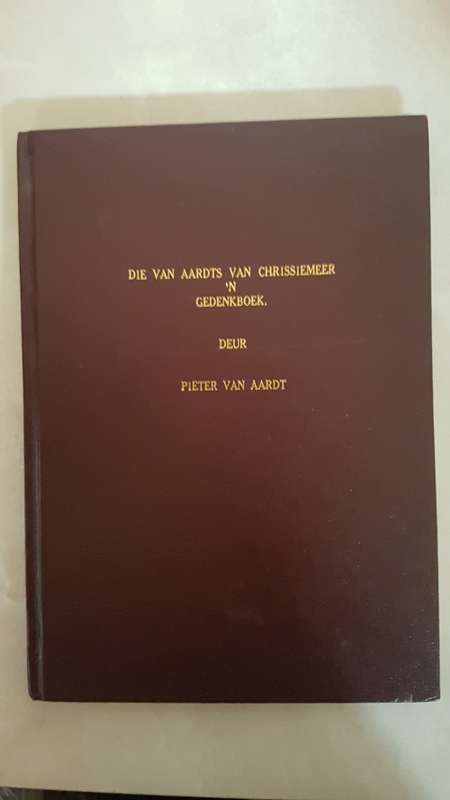 DIE VAN AARDTS VAN CHRISSIEMEER
'N
GEDENKBOEK.
DEUR
PIETER VAN AARDT